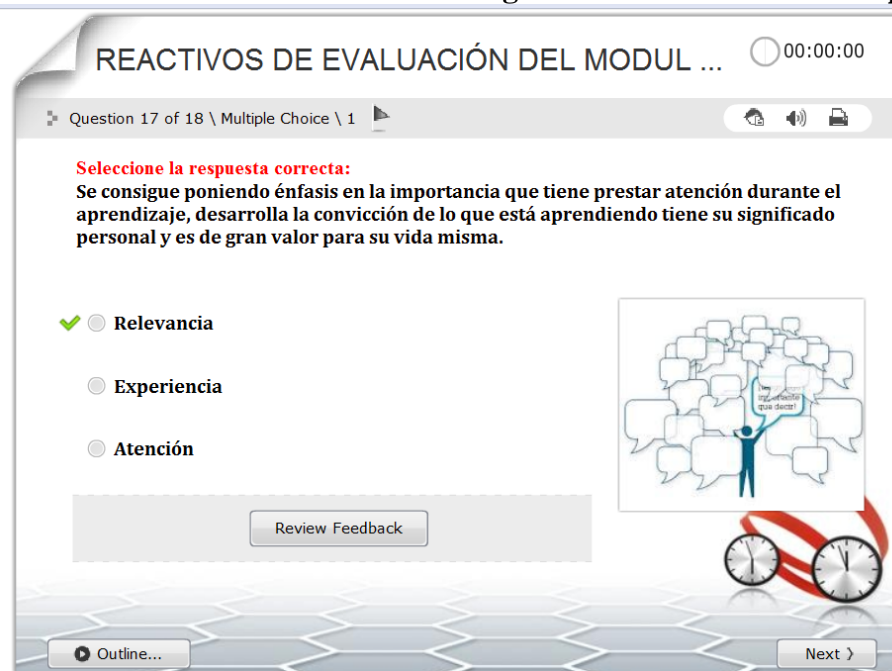 REACTIVOS DE EVALUACIÓN DEL MODUL ...
00:00:00
Question 17 of 18 \ Multiple Choice \ 1
Seleccione la respuesta correcta:
Se consigue poniendo énfasis en la importancia que tiene prestar atención durante el
aprendizaje, desarrolla la convicción de lo que está aprendiendo tiene su significado
personal y es de gran valor para su vida misma.
Relevancia
Experiencia
Atención
que decir!
Review Feedback
Outline...
Next